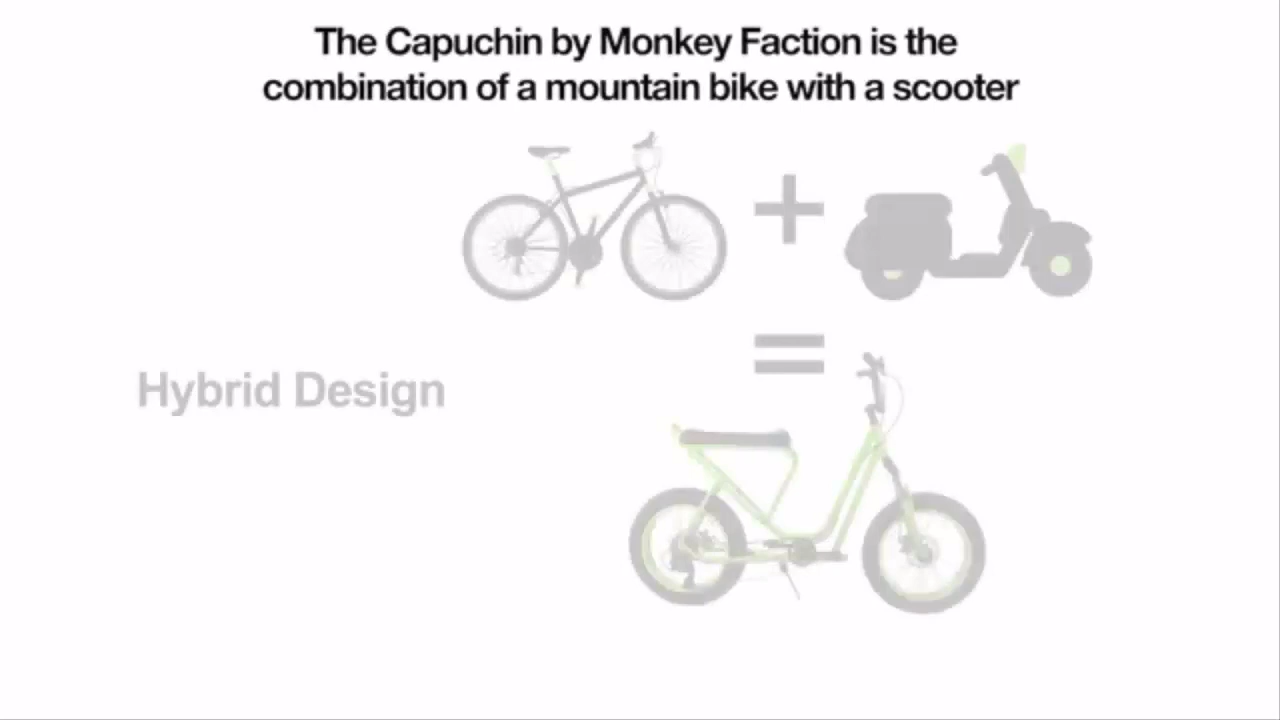 The Capuchin by Monkey Faction is the
combination of a mountain bike with a scooter
Hybrid Design